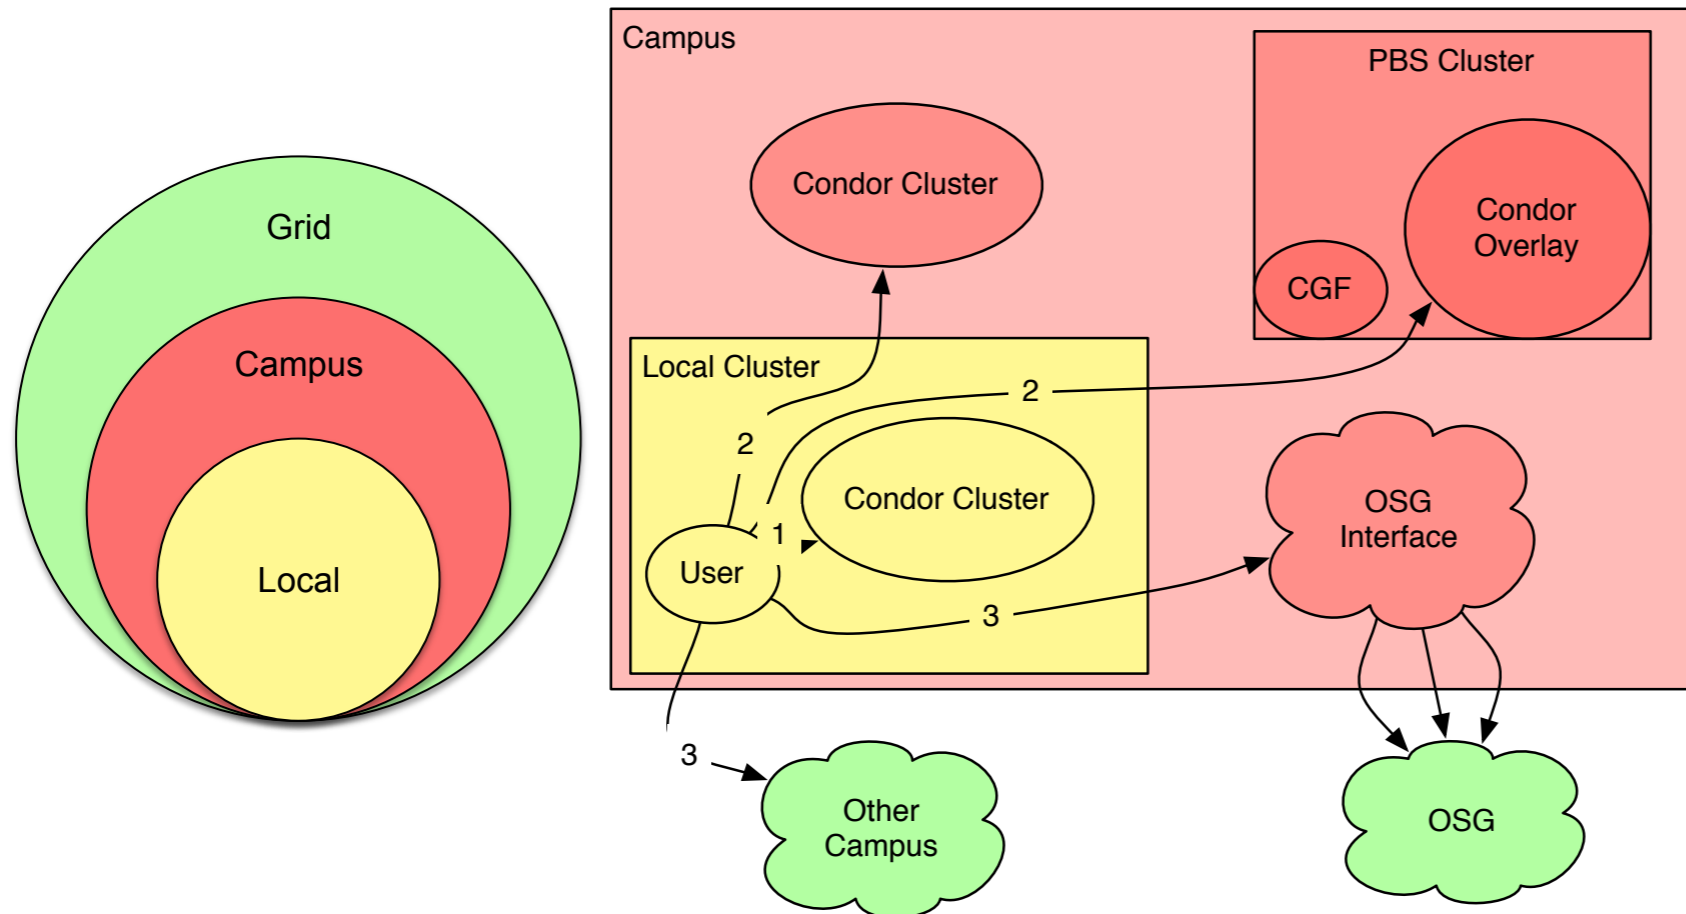 Grid
Campus
Local
Campus
PBS Cluster
Condor Cluster
Condor
Overlay
CGF
Local Cluster
2
2
Condor Cluster
1
User
3
OSG
Interface
3
Other
Campus
OSG